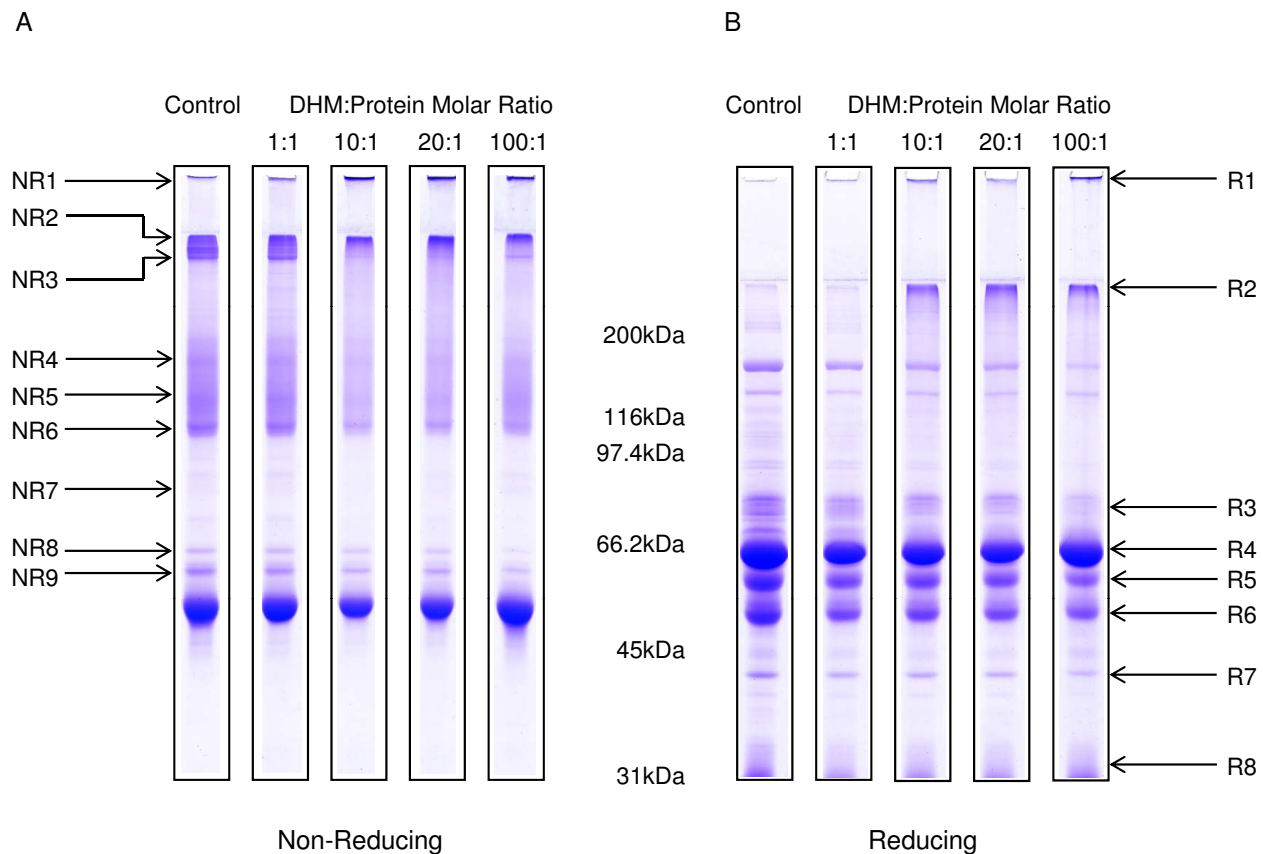 A
B
Control
DHM:Protein Molar Ratio
1:1
10:1
20:1
100:1
Control
DHM:Protein Molar Ratio
1:1
10:1
20:1
100:1
NR1
NR2
NR3
NR4
NR5
NR6
NR7
NR8
NR9
200kDa
116kDa
97.4kDa
66.2kDa
45kDa
31kDa
R1
R2
R3
R4
R5
R6
R7
R8
Non-Reducing
Reducing